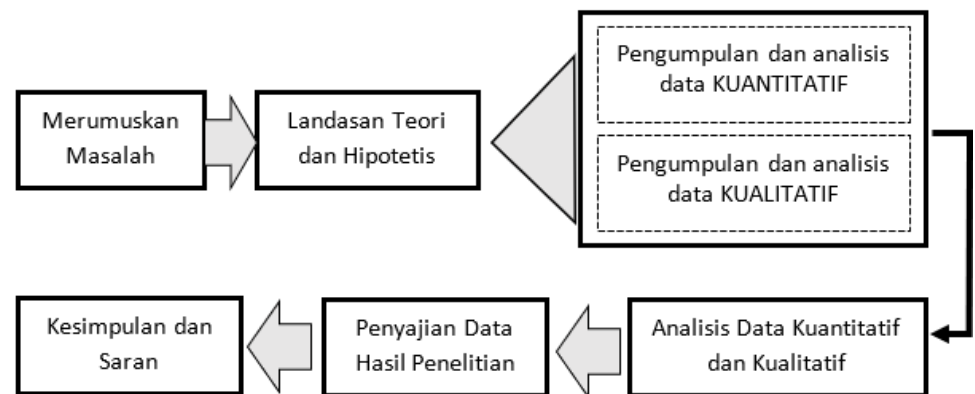 Merumuskan
Masalah
Landasan Teori
dan Hipotetis
Pengumpulan dan analisis
data KUANTITATIF
Pengumpulan dan analisis
data KUALITATIF
Kesimpulan dan
Saran
Penyajian Data
Hasil Penelitian
Analisis Data Kuantitatif
dan Kualitatif